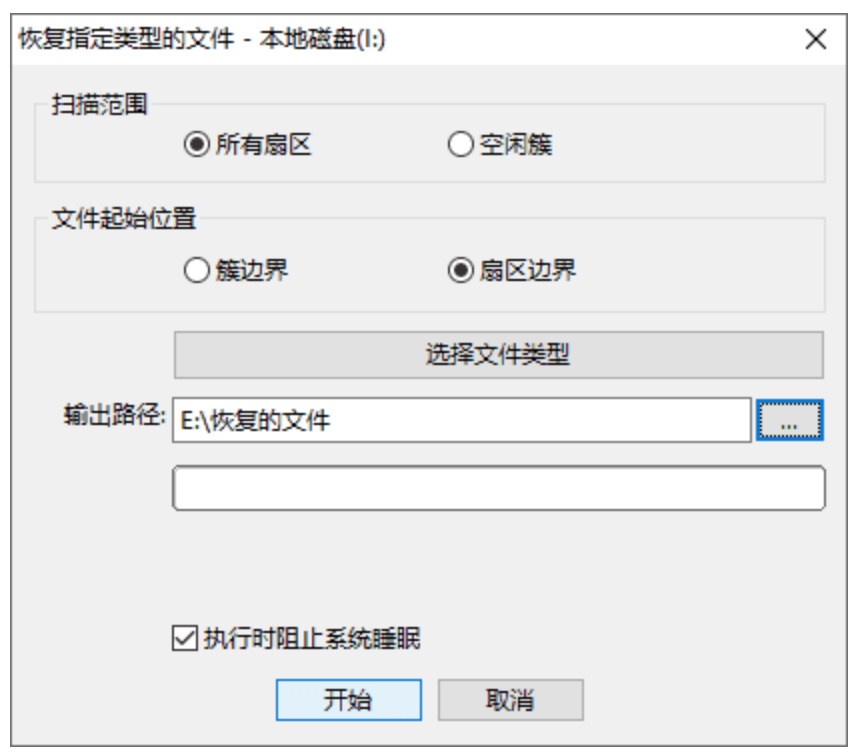 恢复指定类型的文件 - 本地磁盘(I:)
扫描范围
所有扇区 空闲簇
文件起始位置
簇边界 扇区边界
选择文件类型
输出路径: E:\恢复的文件 ...
执行时阻止系统睡眠
开始 取消